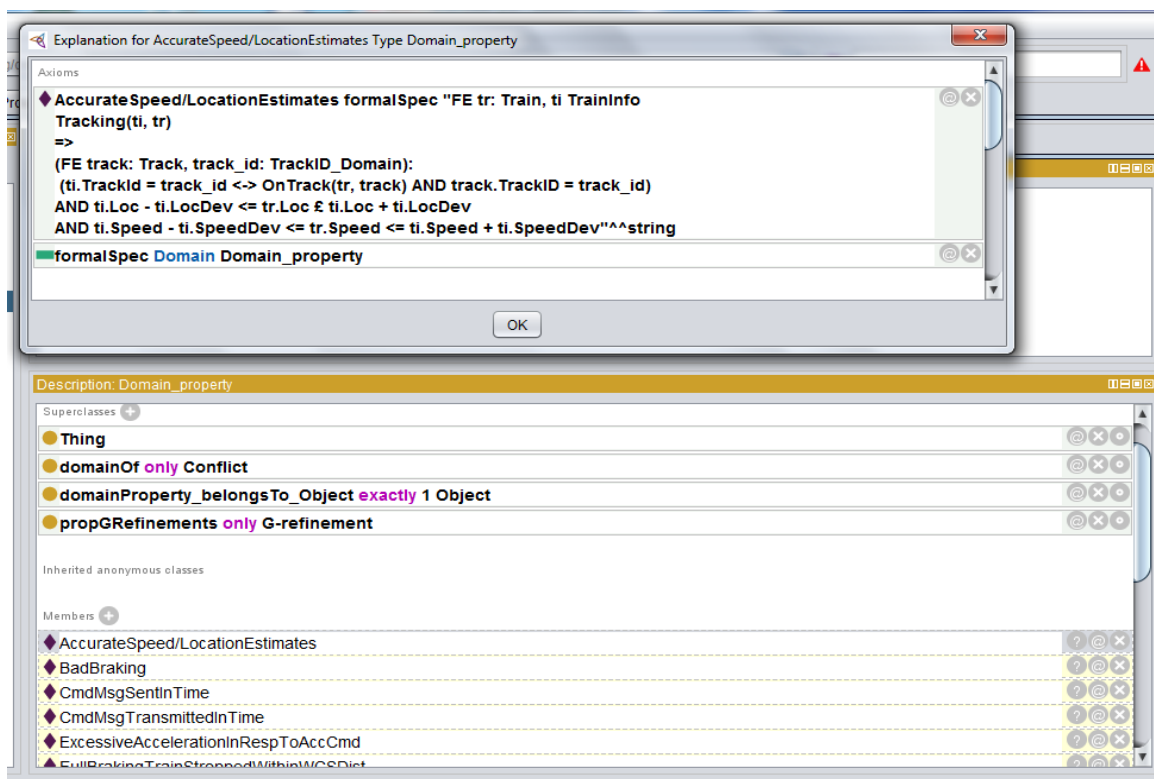 Explanation for AccurateSpeed/LocationEstimates Type Domain_property
Axioms
AccurateSpeed/LocationEstimates formalSpec "FE tr: Train, ti TrainInfo
Tracking(ti, tr)
=>
(FE track: Track, track_id: TrackID_Domain):
(ti.TrackId = track_id <-> OnTrack(tr, track) AND track.TrackID = track_id)
AND ti.Loc - ti.LocDev <= tr.Loc £ ti.Loc + ti.LocDev
AND ti.Speed - ti.SpeedDev <= tr.Speed <= ti.Speed + ti.SpeedDev"^^string
formalSpec Domain Domain_property
OK
Description: Domain_property
Superclasses
Thing
domainOf only Conflict
domainProperty_belongsTo_Object exactly 1 Object
propGRefinements only G-refinement
Inherited anonymous classes
Members
AccurateSpeed/LocationEstimates
BadBraking
CmdMsgSentInTime
CmdMsgTransmittedInTime
ExcessiveAccelerationInRespToAccCmd
FullBrakingTrainStoppedWithinWCSDist